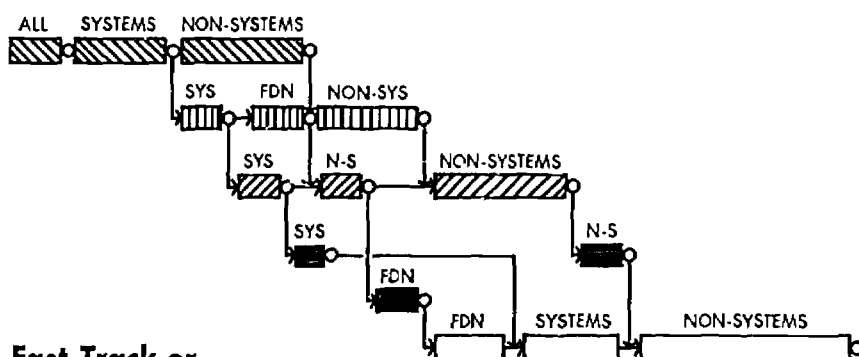 ALL SYSTEMS NON-SYSTEMS
SYS FDN NON-SYS
SYS N-S NON-SYSTEMS
SYS N-S
FDN
FDN SYSTEMS NON-SYSTEMS
Fast Track or